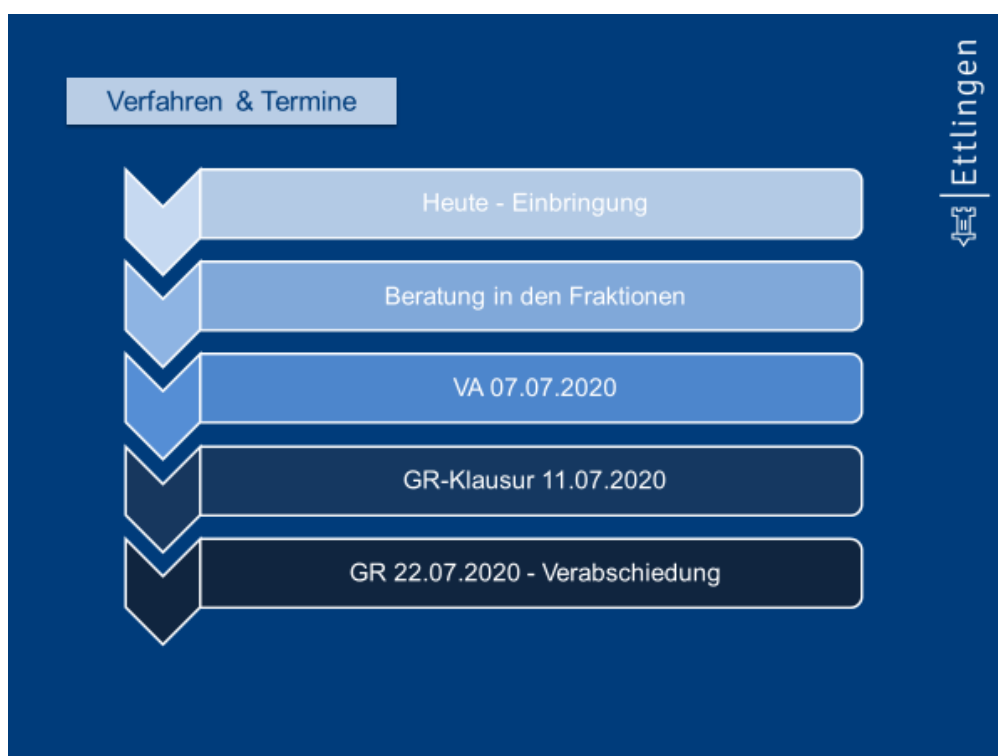 Verfahren & Termine
Ettlingen
Heute - Einbringung
Beratung in den Fraktionen
VA 07.07.2020
GR-Klausur 11.07.2020
GR 22.07.2020 - Verabschiedung